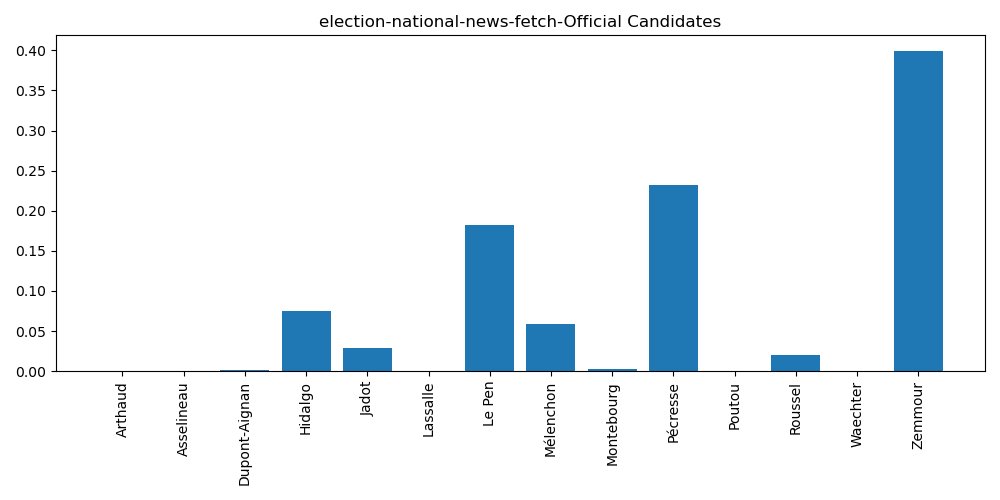 election-national-news-fetch-Official Candidates
0.40
0.35
0.30
0.25
0.20
0.15
0.10
0.05
0.00
Arthaud
Asselineau
Dupont-Aignan
Hidalgo
Jadot
Lassalle
Le Pen
Mélenchon
Montebourg
Pécresse
Poutou
Roussel
Waechter
Zemmour